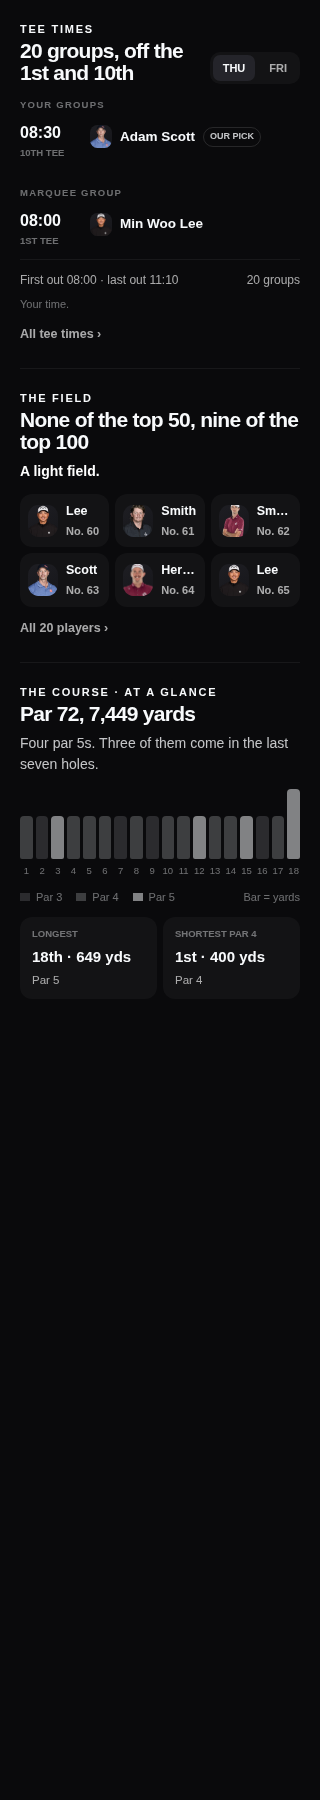 TEE TIMES
20 groups, off the
1st and 10th
THU FRI
YOUR GROUPS
08:30 Adam Scott OUR PICK
10TH TEE
MARQUEE GROUP
08:00 Min Woo Lee
1ST TEE
First out 08:00 · last out 11:10 20 groups
Your time.
All tee times ›
THE FIELD
None of the top 50, nine of the
top 100
A light field.
Lee Smith Sm…
No. 60 No. 61 No. 62
Scott Her… Lee
No. 63 No. 64 No. 65
All 20 players ›
THE COURSE · AT A GLANCE
Par 72, 7,449 yards
Four par 5s. Three of them come in the last
seven holes.
1 2 3 4 5 6 7 8 9 10 11 12 13 14 15 16 17 18
Par 3 Par 4 Par 5 Bar = yards
LONGEST SHORTEST PAR 4
18th · 649 yds 1st · 400 yds
Par 5 Par 4